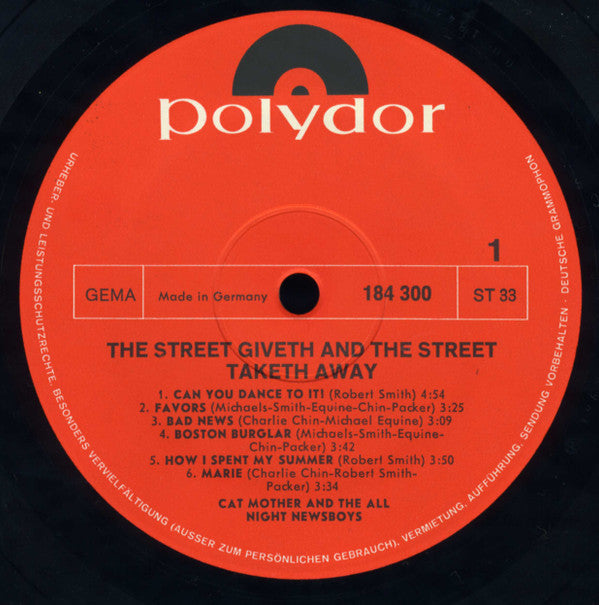 polydor
1
GEMA Made in Germany 184 300 ST 33
THE STREET GIVETH AND THE STREET
TAKETH AWAY
1. CAN YOU DANCE TO IT! (Robert Smith) 4:54
2. FAVORS (Michaels-Smith-Equine-Chin-Packer) 3:25
3. BAD NEWS (Charlie Chin-Michael Equine) 3:09
4. BOSTON BURGLAR (Michaels-Smith-Equine-
Chin-Packer) 3:42
5. HOW I SPENT MY SUMMER (Robert Smith) 3:50
6. MARIE (Charlie Chin-Robert Smith-
Packer) 3:34
CAT MOTHER AND THE ALL
NIGHT NEWSBOYS
URHEBER- UND LEISTUNGSSCHUTZRECHTE, BESONDERS VERVIELFÄLTIGUNG (AUSSER ZUM PERSÖNLICHEN GEBRAUCH), VERMIETUNG, AUFFÜHRUNG, SENDUNG VORBEHALTEN · DEUTSCHE GRAMMOPHON